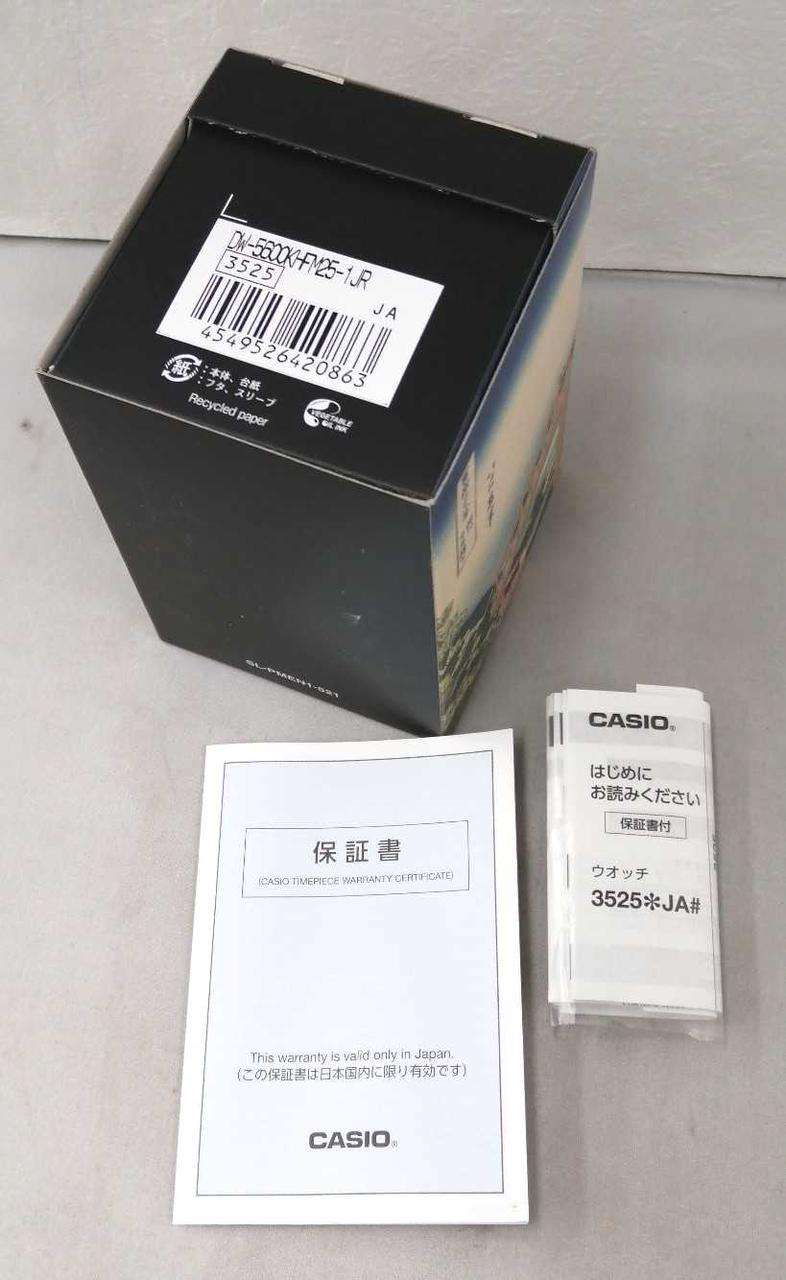 DW-5600KHFM25-1JR
3525
JA
4549526420863
紙
:本体、台紙
:フタ、スリーブ
Recycled paper
VEGETABLE
OIL INK
SL-PMEN1-521
保証書
(CASIO TIMEPIECE WARRANTY CERTIFICATE)
This warranty is valid only in Japan.
(この保証書は日本国内に限り有効です)
CASIO®
CASIO®
はじめに
お読みください
保証書付
ウオッチ
3525✻JA#